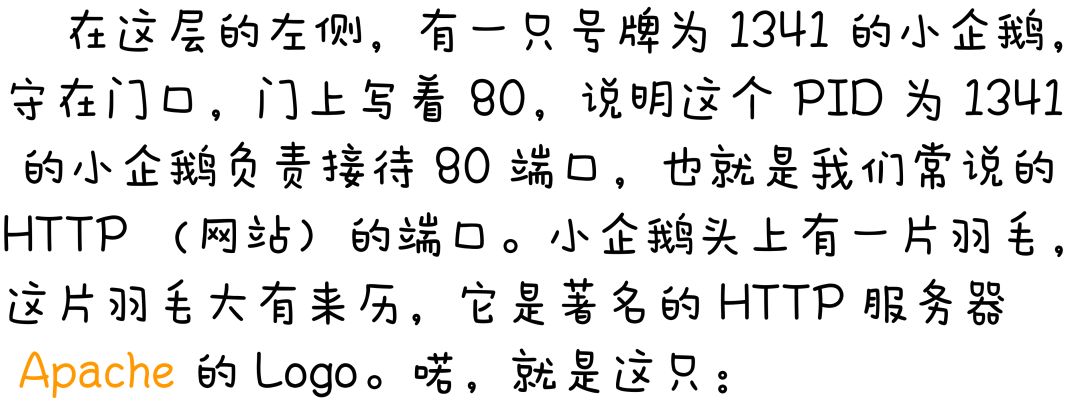 在这层的左侧，有一只号牌为 1341 的小企鹅，
守在门口，门上写着 80，说明这个 PID 为 1341
的小企鹅负责接待 80 端口，也就是我们常说的
HTTP （网站）的端口。小企鹅头上有一片羽毛，
这片羽毛大有来历，它是著名的 HTTP 服务器
Apache 的 Logo。喏，就是这只：